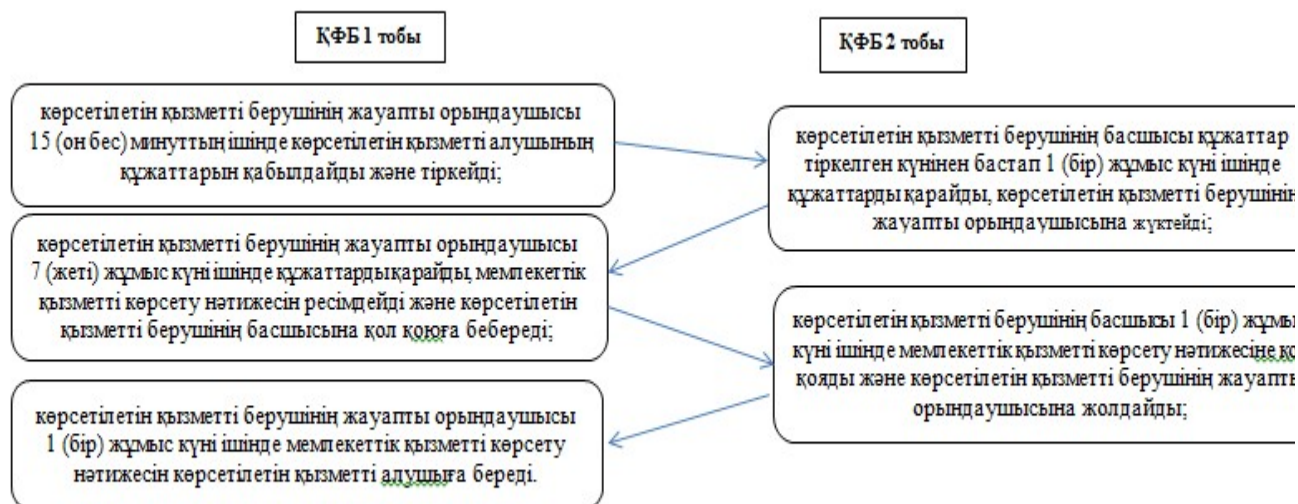 ҚФБ 1 тобы
ҚФБ 2 тобы
көрсетілетін қызметті берушінің жауапты орындаушысы
15 (он бес) минуттың ішінде көрсетілетін қызметті алушының
құжаттарын қабылдайды және тіркейді;
көрсетілетін қызметті берушінің басшысы құжаттар
тіркелген күнінен бастап 1 (бір) жұмыс күні ішінде
құжаттарды қарайды, көрсетілетін қызметті берушінің
жауапты орындаушысына жүктейді;
көрсетілетін қызметті берушінің жауапты орындаушысы
7 (жеті) жұмыс күні ішінде құжаттарды қарайды, мемлекеттік
қызметті көрсету нәтижесін ресімдейді және көрсетілетін
қызметті берушінің басшысына қол қоюға бебереді;
көрсетілетін қызметті берушінің басшысы 1 (бір)
күні ішінде мемлекеттік қызметті көрсету нәтижесіне
қояды және көрсетілетін қызметті берушінің
орындаушысына жолдайды;
көрсетілетін қызметті берушінің жауапты орындаушысы
1 (бір) жұмыс күні ішінде мемлекеттік қызметті көрсету
нәтижесін көрсетілетін қызметті алушыға береді.